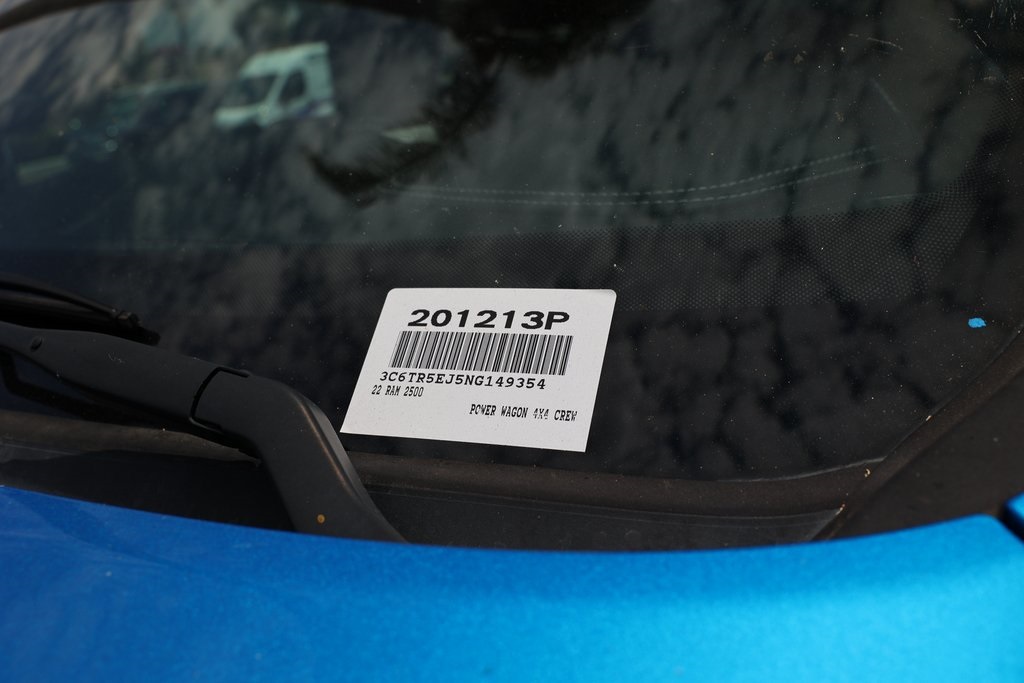 201213P
3C6TR5EJ5NG149354
22 RAM 2500
POWER WAGON 4X4 CREW